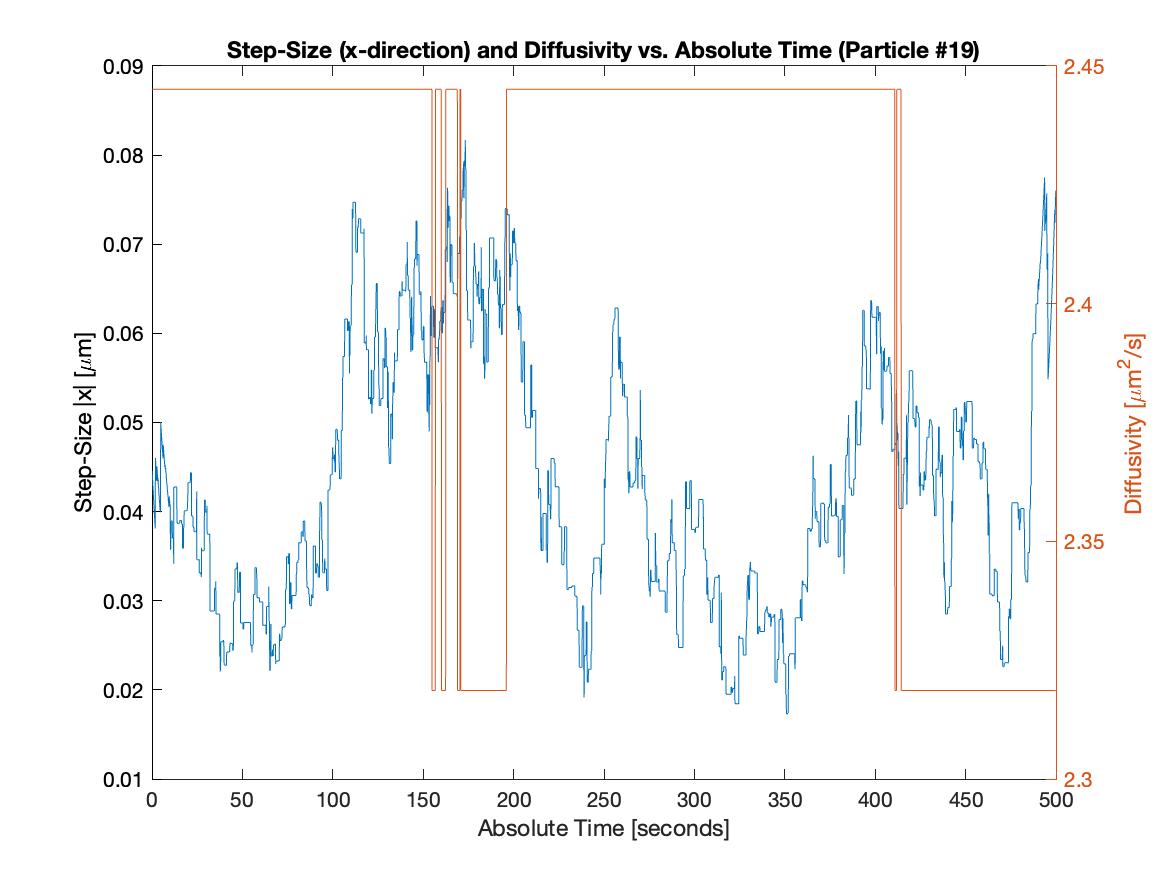 Step-Size (x-direction) and Diffusivity vs. Absolute Time (Particle #19)
0.09
0.08
0.07
0.06
0.05
0.04
0.03
0.02
0.01
Step-Size |x| [μm]
2.45
2.4
2.35
2.3
Diffusivity [μm²/s]
0 50 100 150 200 250 300 350 400 450 500
Absolute Time [seconds]